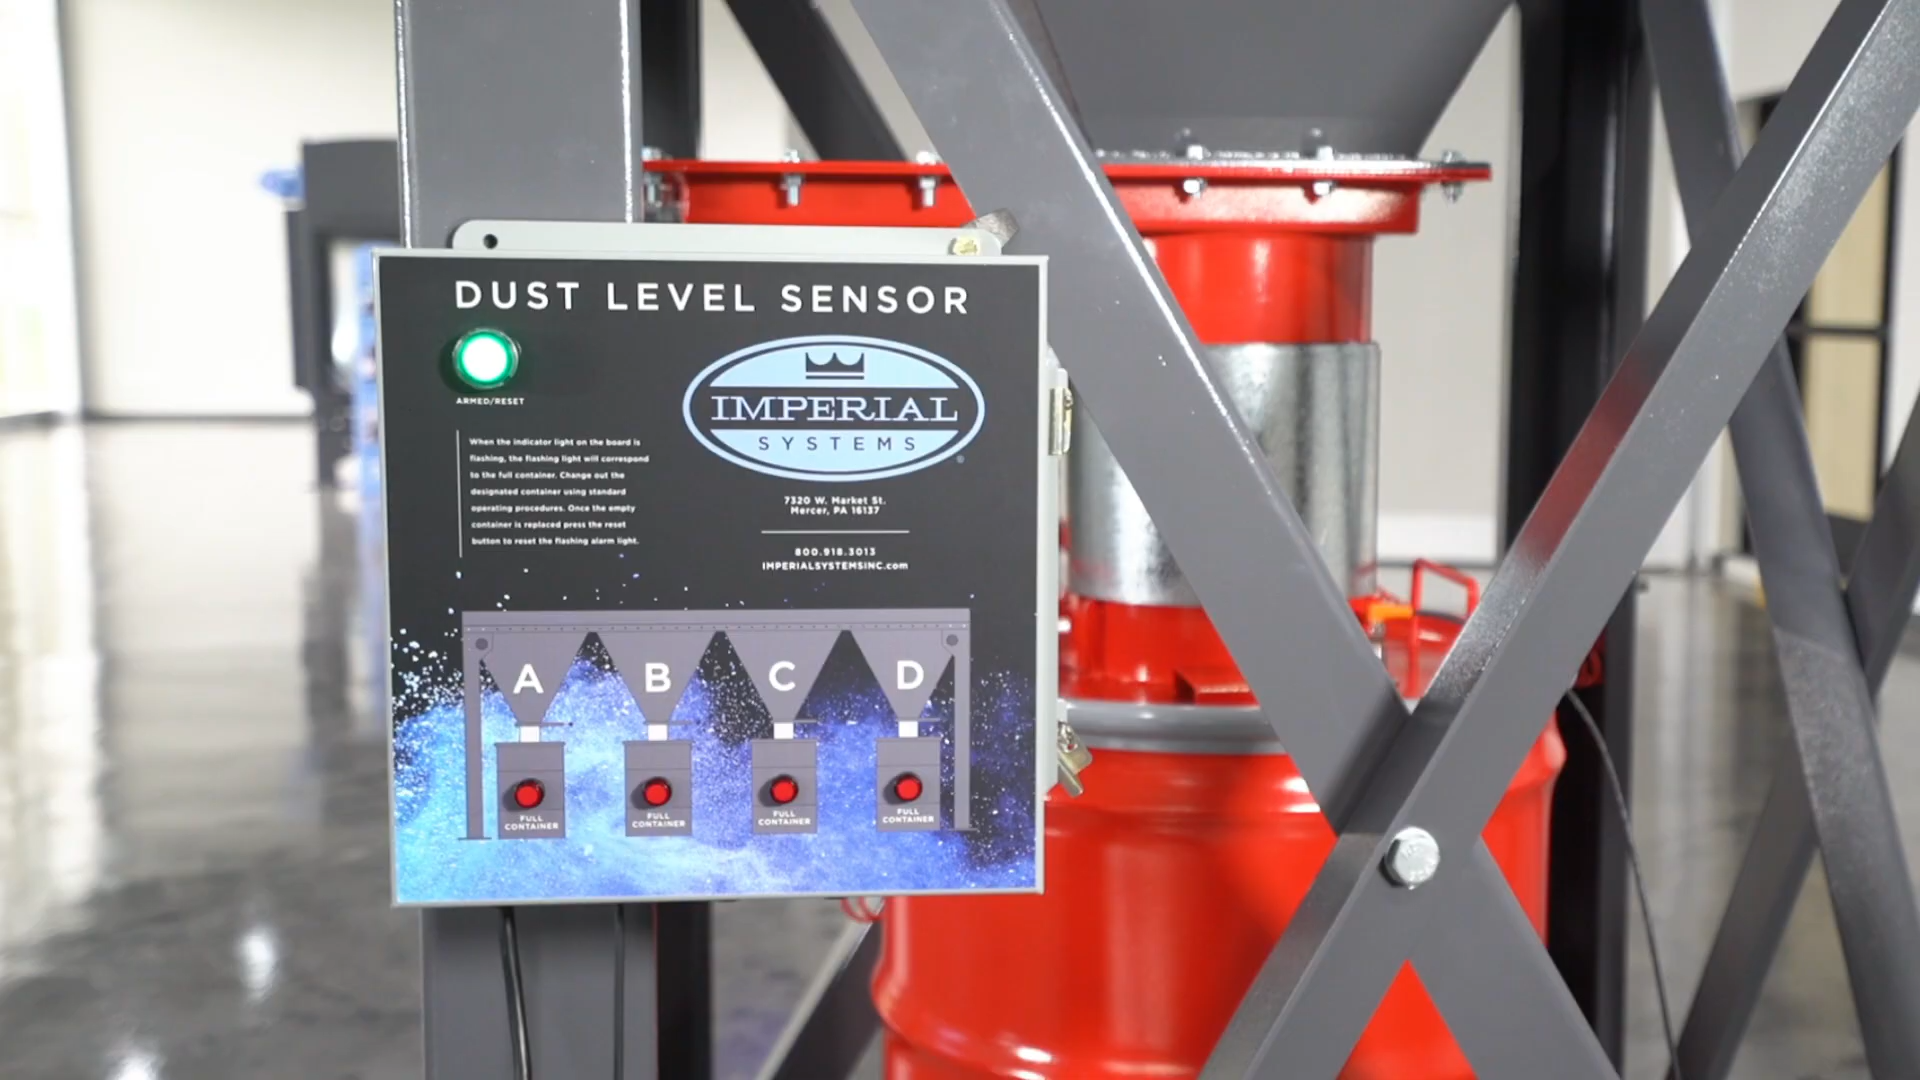 DUST LEVEL SENSOR
ARMED/RESET
IMPERIAL
SYSTEMS
When the indicator light on the board is
flashing, the flashing light will correspond
to the full container. Change out the
designated container using standard
operating procedures. Once the empty
container is replaced press the reset
button to reset the flashing alarm light.
7320 W. Market St.
Mercer, PA 16137
800.918.3013
IMPERIALSYSTEMSINC.com
A B C D
FULL CONTAINER
FULL CONTAINER
FULL CONTAINER
FULL CONTAINER